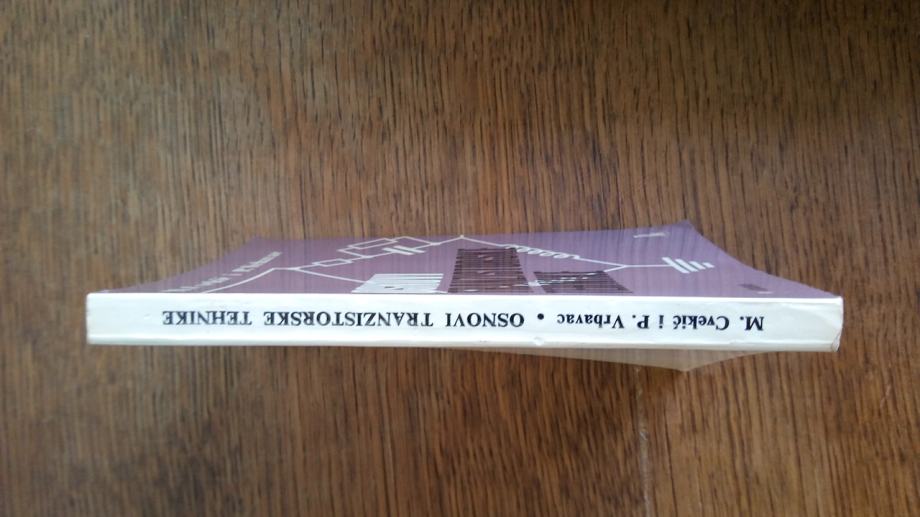 M. Cvekić i P. Vrbavac • OSNOVI TRANZISTORSKE TEHNIKE